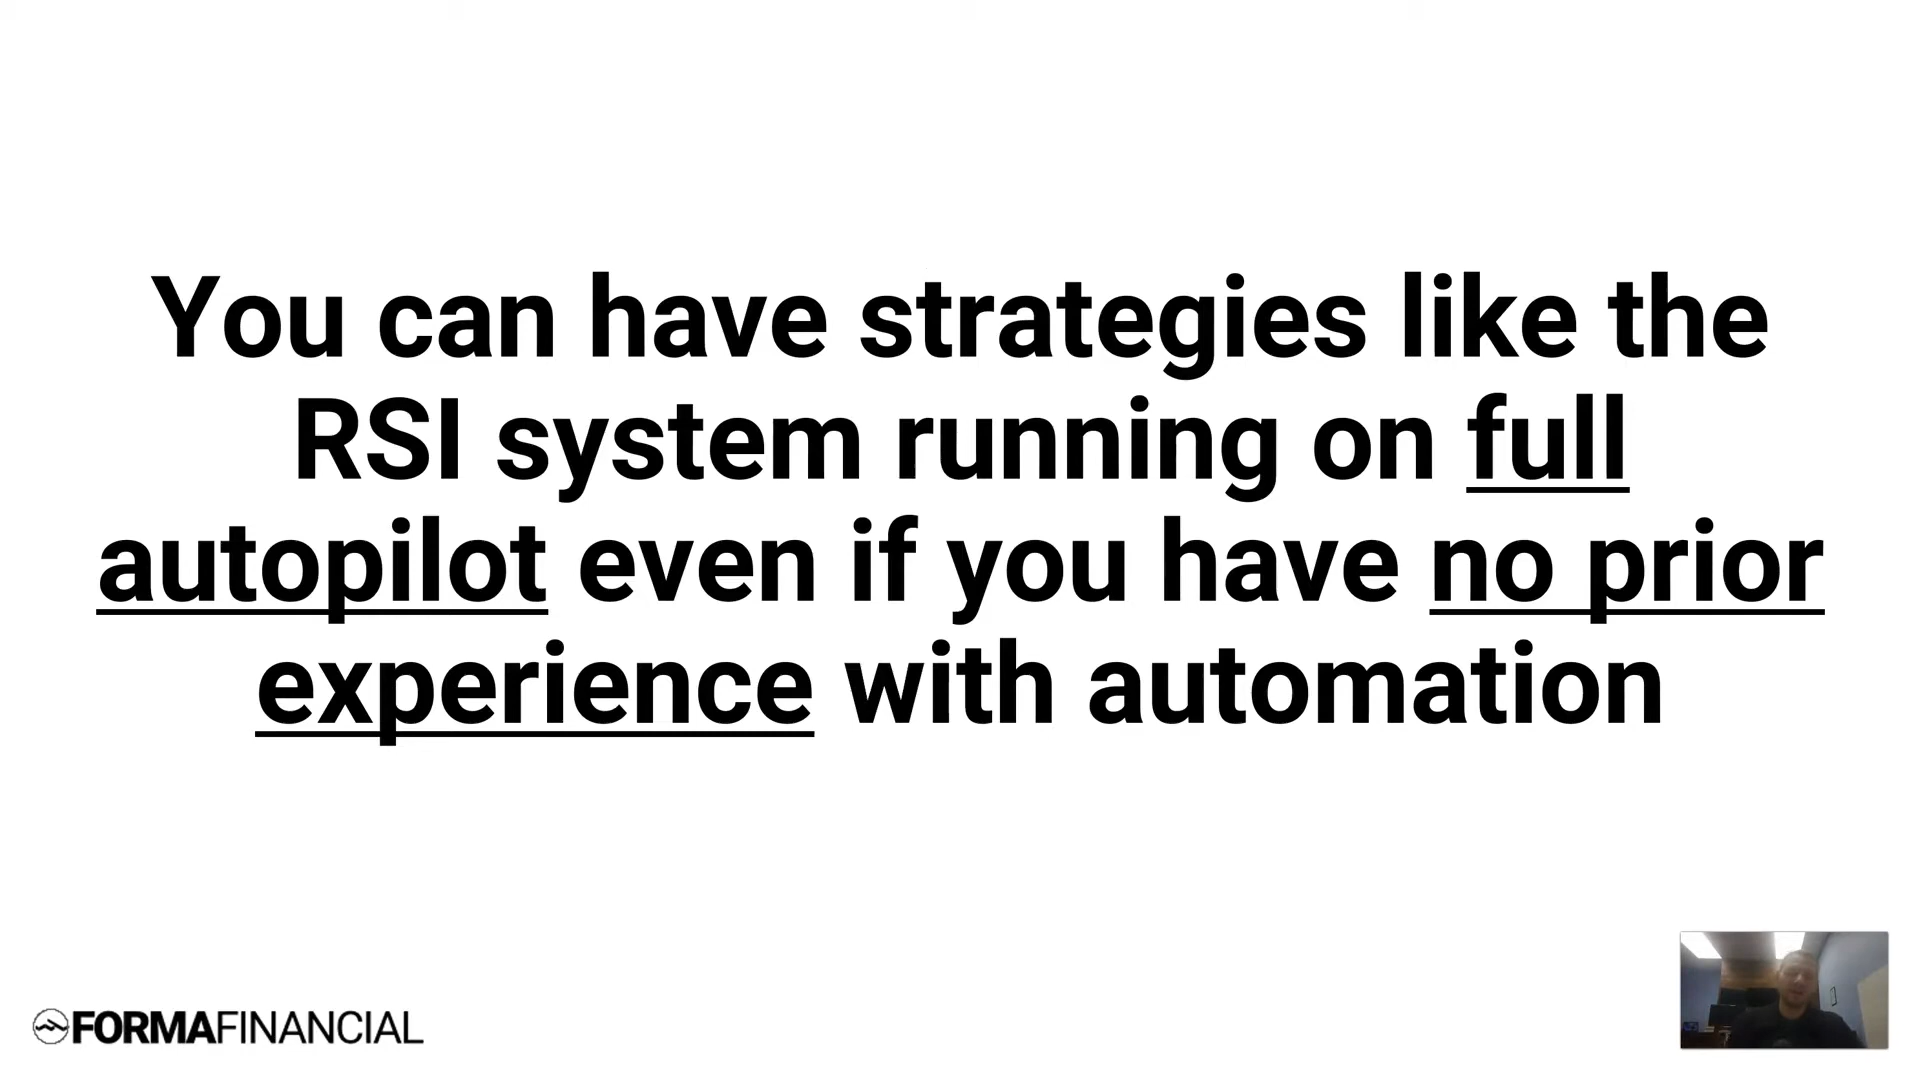 You can have strategies like the
RSI system running on full
autopilot even if you have no prior
experience with automation
FORMAFINANCIAL